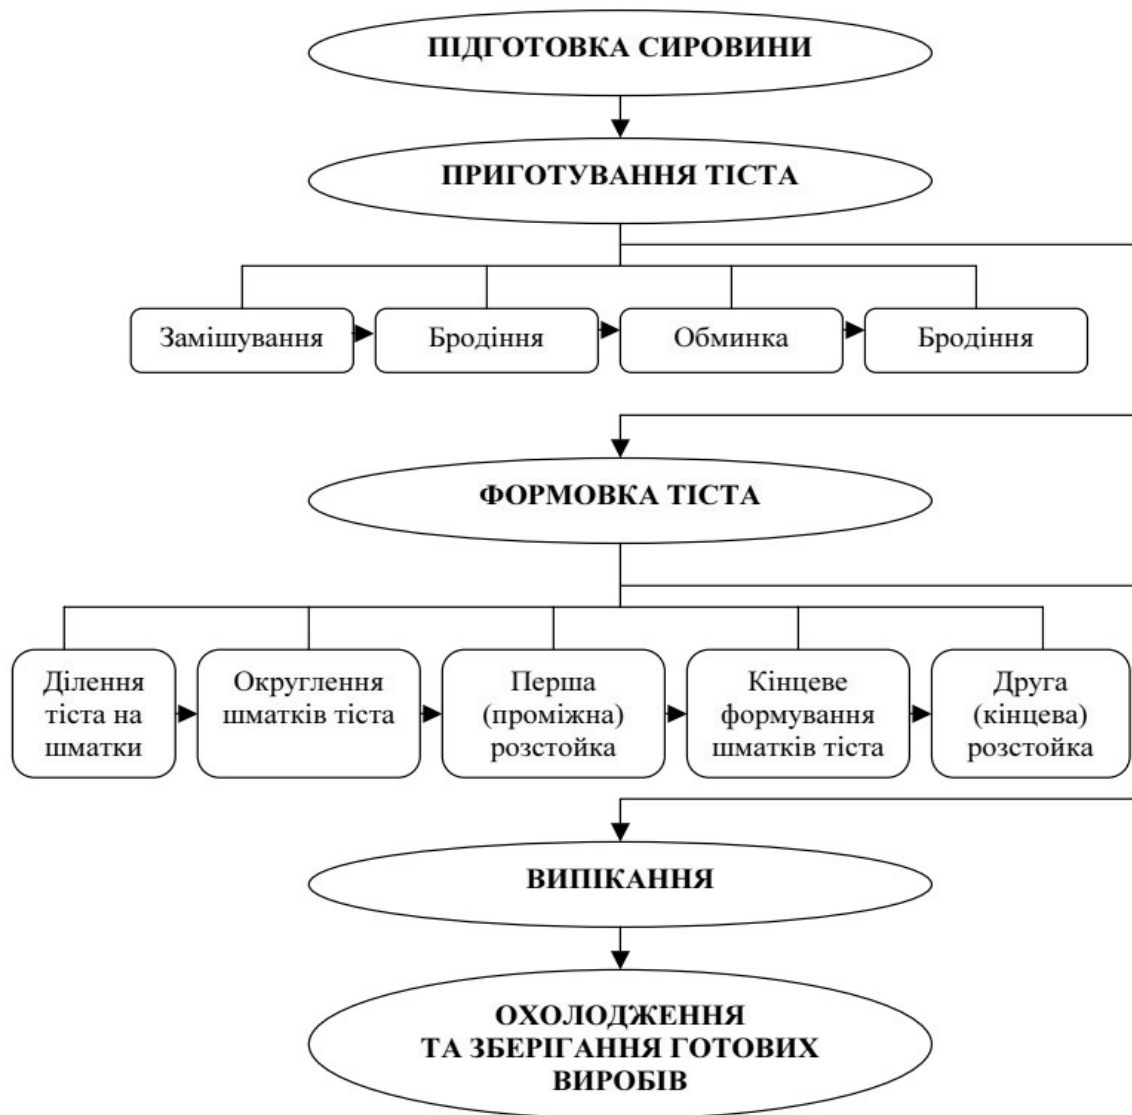 ПІДГОТОВКА СИРОВИНИ
ПРИГОТУВАННЯ ТІСТА
Замішування
Бродіння
Обминка
Бродіння
ФОРМОВКА ТІСТА
Ділення
тіста на
шматки
Округлення
шматків тіста
Перша
(проміжна)
розстойка
Кінцеве
формування
шматків тіста
Друга
(кінцева)
розстойка
ВИПІКАННЯ
ОХОЛОДЖЕННЯ
ТА ЗБЕРІГАННЯ ГОТОВИХ
ВИРОБІВ